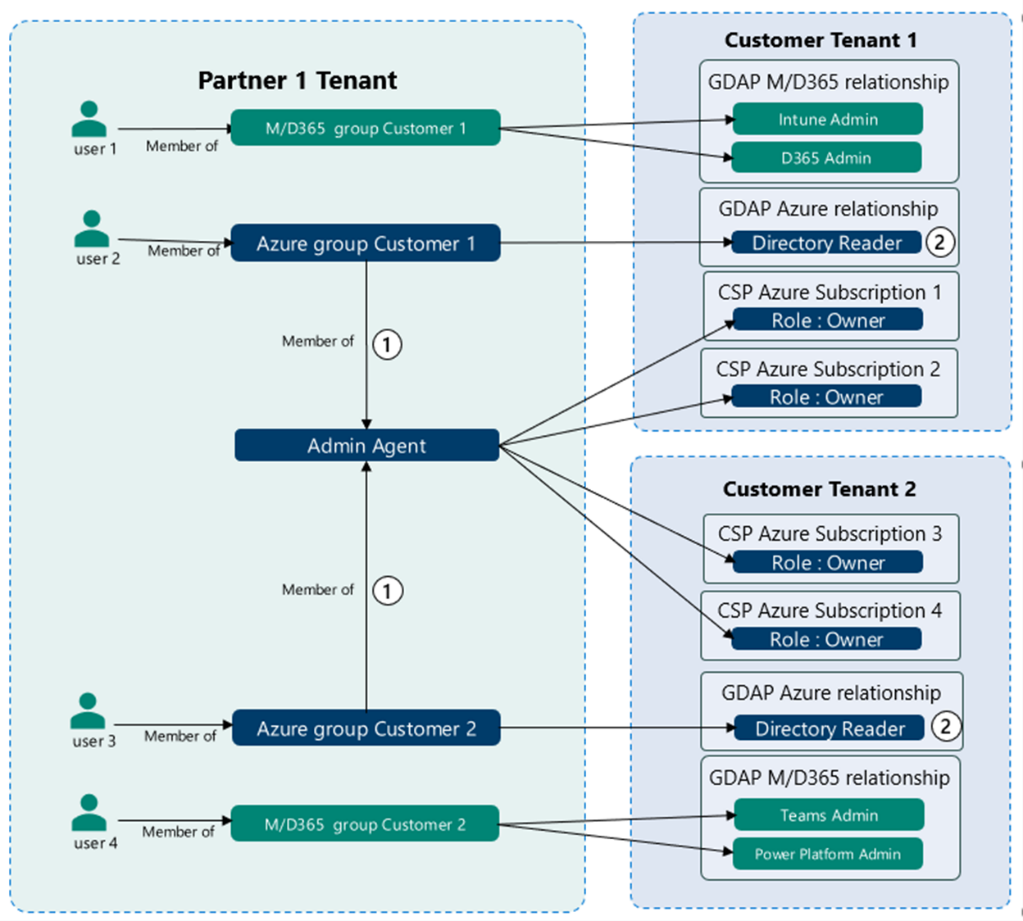 Partner 1 Tenant
user 1
Member of
M/D365 group Customer 1
user 2
Member of
Azure group Customer 1
Member of
1
Admin Agent
Member of
1
user 3
Member of
Azure group Customer 2
user 4
Member of
M/D365 group Customer 2
Customer Tenant 1
GDAP M/D365 relationship
Intune Admin
D365 Admin
GDAP Azure relationship
Directory Reader
2
CSP Azure Subscription 1
Role : Owner
CSP Azure Subscription 2
Role : Owner
Customer Tenant 2
CSP Azure Subscription 3
Role : Owner
CSP Azure Subscription 4
Role : Owner
GDAP Azure relationship
Directory Reader
2
GDAP M/D365 relationship
Teams Admin
Power Platform Admin